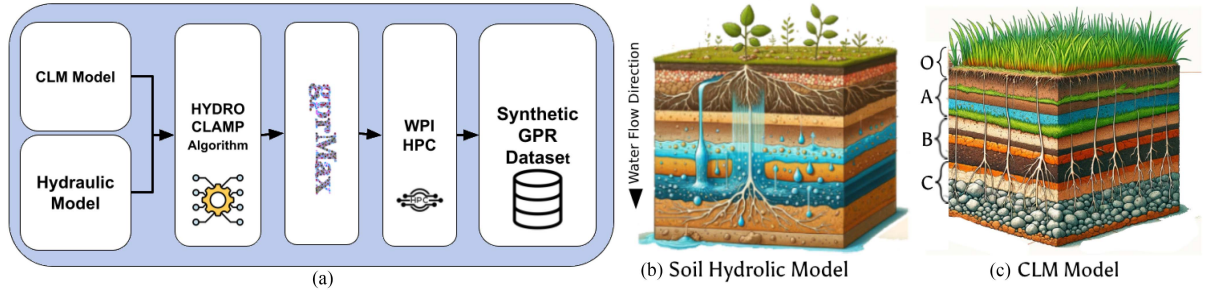 CLM Model
Hydraulic
Model
HYDRO
CLAMP
Algorithm
gprMax
WPI
HPC
HPC
Synthetic
GPR
Dataset
(a)
Water Flow Direction
(b) Soil Hydrolic Model
O
A
B
C
(c) CLM Model